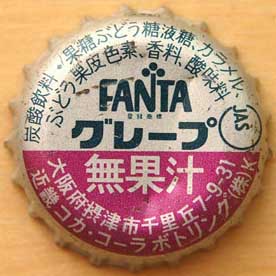 炭酸飲料・果糖ぶどう糖液糖、カラメル、
ぶどう果皮色素、香料、酸味料
FANTA
登録商標
グレープ
JAS
無果汁
大阪府摂津市千里丘7-9-31
近畿コカ・コーラボトリング(株)K